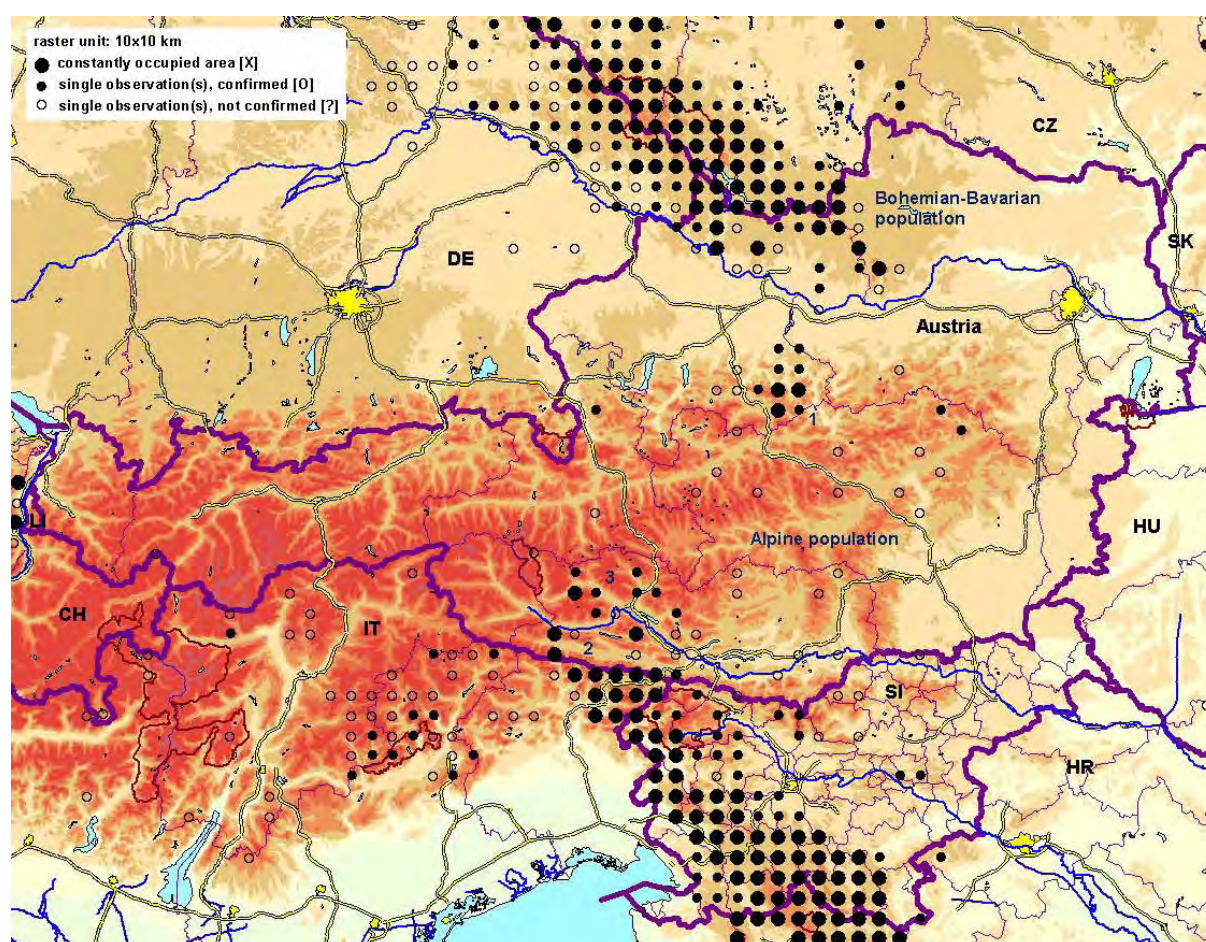 raster unit: 10x10 km
constantly occupied area [X]
single observation(s), confirmed [O]
single observation(s), not confirmed [?]
CZ
Bohemian-Bavarian
population
SK
DE
Austria
1
HU
LI
Alpine population
3
CH
IT
2
SI
HR